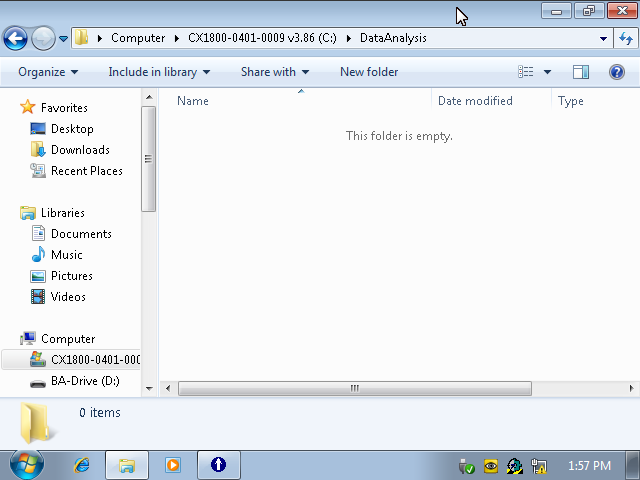 Computer CX1800-0401-0009 v3.86 (C:) DataAnalysis
Organize Include in library Share with New folder
Favorites
Desktop
Downloads
Recent Places
Libraries
Documents
Music
Pictures
Videos
Computer
CX1800-0401-000
BA-Drive (D:)
Name Date modified Type
This folder is empty.
0 items
1:57 PM